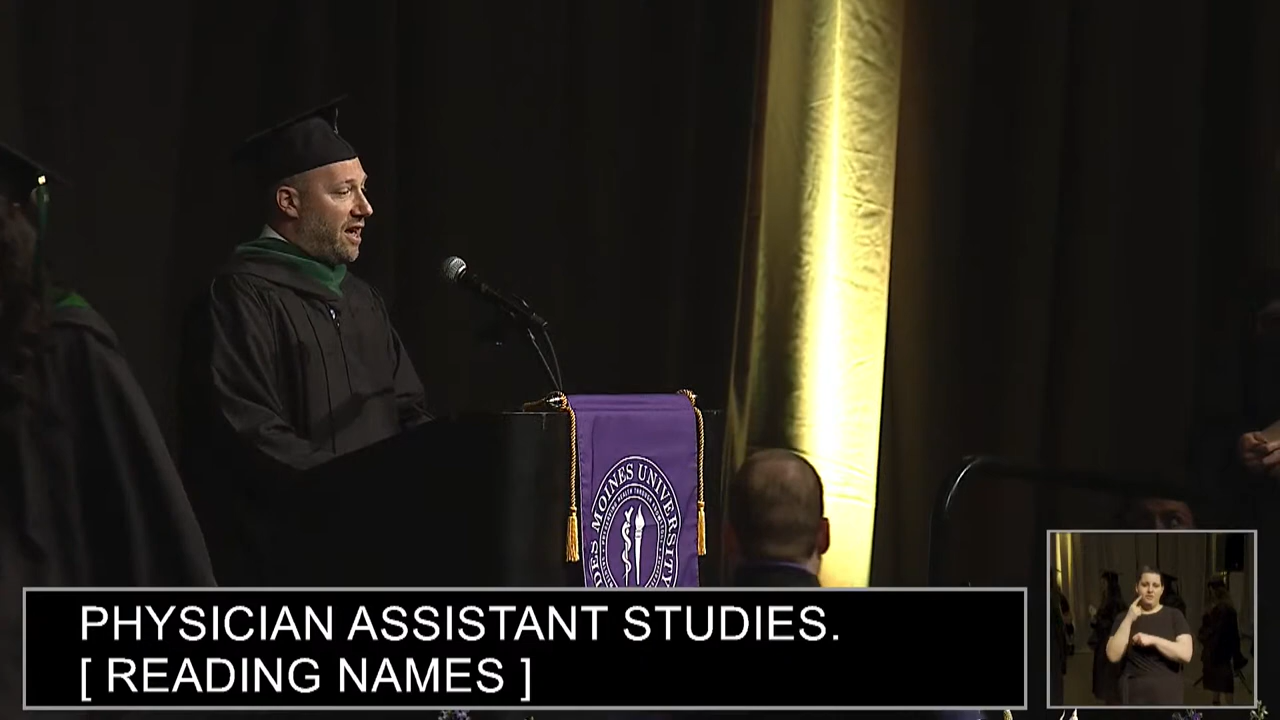 DES MOINES UNIVERSITY
PHYSICIAN ASSISTANT STUDIES.
[ READING NAMES ]